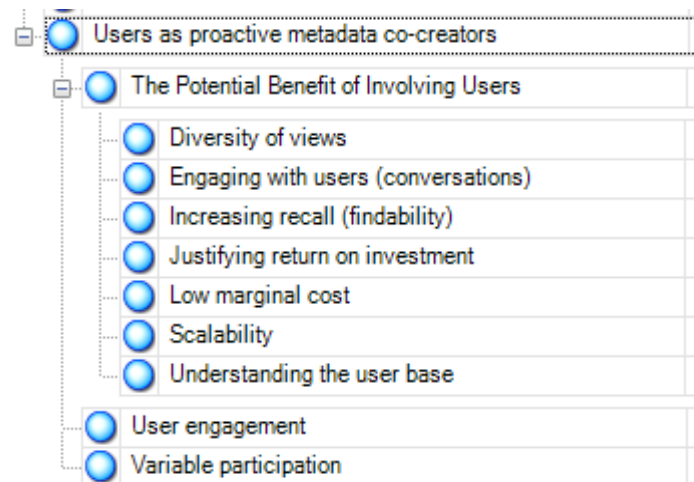 Users as proactive metadata co-creators
The Potential Benefit of Involving Users
Diversity of views
Engaging with users (conversations)
Increasing recall (findability)
Justifying return on investment
Low marginal cost
Scalability
Understanding the user base
User engagement
Variable participation